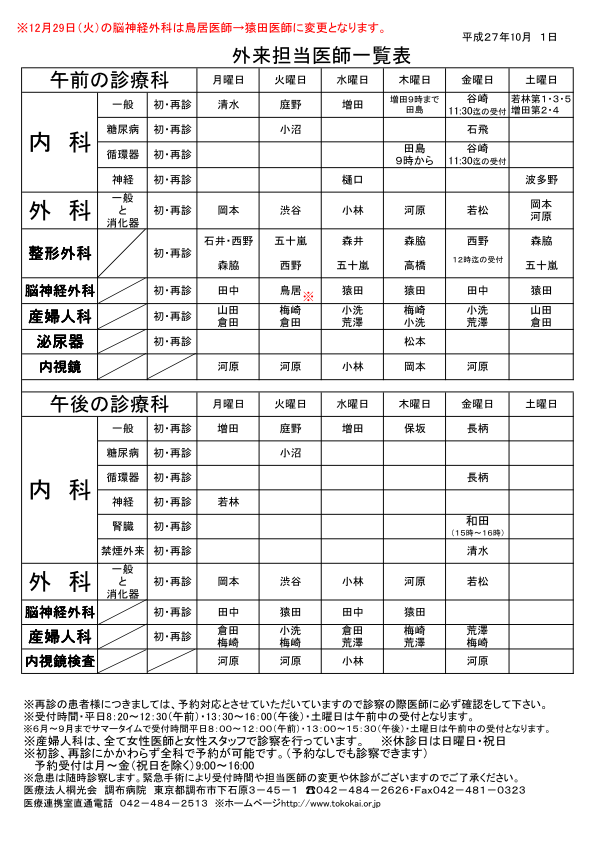 ※12月29日（火）の脳神経外科は鳥居医師→猿田医師に変更となります。
平成27年10月　1日
外来担当医師一覧表
午前の診療科 月曜日 火曜日 水曜日 木曜日 金曜日 土曜日
内　科 一般 初・再診 清水 庭野 増田 増田9時まで 田島 谷崎 11:30迄の受付 若林第1・3・5 増田第2・4
糖尿病 初・再診 小沼 石飛
循環器 初・再診 田島 9時から 谷崎 11:30迄の受付
神経 初・再診 樋口 波多野
外　科 一般と消化器 初・再診 岡本 渋谷 小林 河原 若松 岡本 河原
整形外科 初・再診 石井・西野 森脇 五十嵐 西野 森井 五十嵐 森脇 高橋 西野 12時迄の受付 森脇 五十嵐
脳神経外科 初・再診 田中 鳥居※ 猿田 猿田 田中 猿田
産婦人科 初・再診 山田 倉田 梅崎 倉田 小洗 荒澤 梅崎 小洗 小洗 荒澤 山田 倉田
泌尿器 初・再診 松本
内視鏡 河原 河原 小林 岡本 河原
午後の診療科 月曜日 火曜日 水曜日 木曜日 金曜日 土曜日
内　科 一般 初・再診 増田 庭野 増田 保坂 長柄
糖尿病 初・再診 小沼
循環器 初・再診 長柄
神経 初・再診 若林
腎臓 初・再診 和田 （15時～16時）
禁煙外来 初・再診 清水
外　科 一般と消化器 初・再診 岡本 渋谷 小林 河原 若松
脳神経外科 初・再診 田中 猿田 田中 猿田
産婦人科 初・再診 倉田 梅崎 小洗 梅崎 倉田 荒澤 梅崎 荒澤 荒澤 梅崎
内視鏡検査 河原 河原 小林 河原
※再診の患者様につきましては、予約対応とさせていただいていますので診察の際医師に必ず確認をして下さい。
※受付時間・平日8:20～12:30（午前）・13:30～16:00（午後）・土曜日は午前中の受付となります。
※6月～9月までサマータイムで受付時間平日8:00～12:00（午前）・13:00～15:30（午後）・土曜日は午前中の受付となります。
※産婦人科は、全て女性医師と女性スタッフで診察を行っています。　※休診日は日曜日・祝日
※初診、再診にかかわらず全科で予約が可能です。（予約なしでも診察できます）
予約受付は月～金（祝日を除く）9:00～16:00
※急患は随時診察します。緊急手術により受付時間や担当医師の変更や休診がございますのでご了承ください。
医療法人桐光会　調布病院　東京都調布市下石原3－45－1　☎042－484－2626・Fax042－481－0323
医療連携室直通電話　042－484－2513　※ホームページhttp://www.tokokai.or.jp